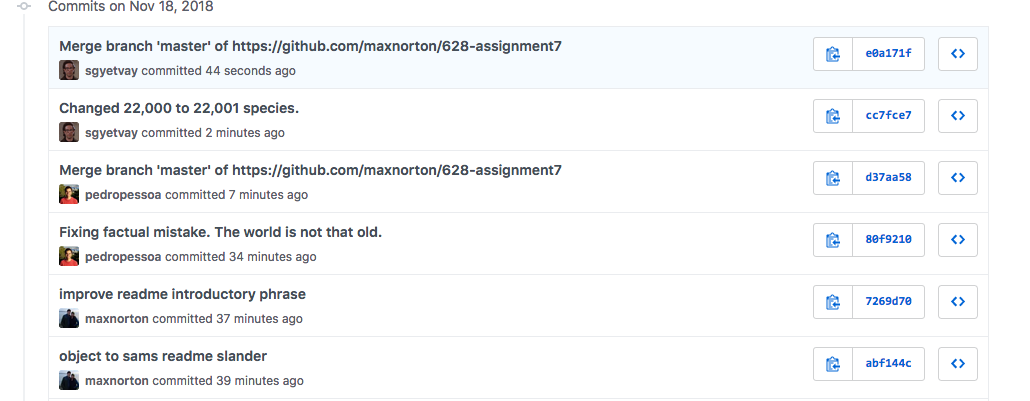 Commits on Nov 18, 2018
Merge branch 'master' of https://github.com/maxnorton/628-assignment7
e0a171f
sgyetvay committed 44 seconds ago
Changed 22,000 to 22,001 species.
cc7fce7
sgyetvay committed 2 minutes ago
Merge branch 'master' of https://github.com/maxnorton/628-assignment7
d37aa58
pedropessoa committed 7 minutes ago
Fixing factual mistake. The world is not that old.
80f9210
pedropessoa committed 34 minutes ago
improve readme introductory phrase
7269d70
maxnorton committed 37 minutes ago
object to sams readme slander
abf144c
maxnorton committed 39 minutes ago